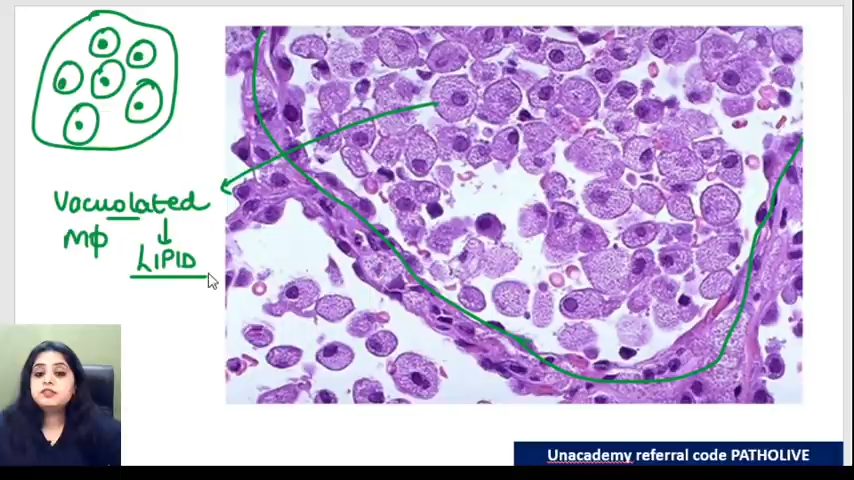 Vacuolated
Mφ
↓
LIPID
Unacademy referral code PATHOLIVE